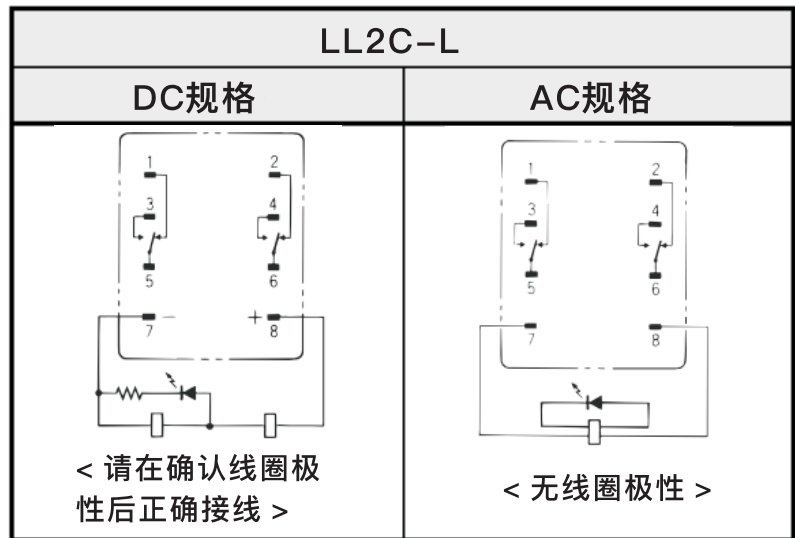 LL2C-L
DC规格
AC规格
1 2
3 4
5 6
7 − + 8
<请在确认线圈极
性后正确接线>
1 2
3 4
5 6
7 8
<无线圈极性>